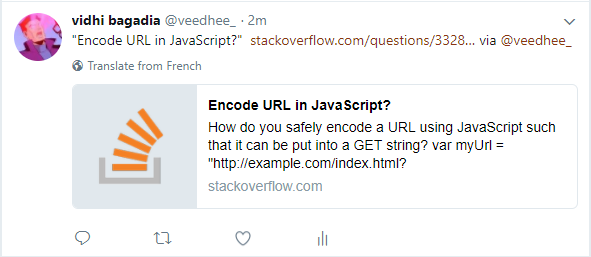 vidhi bagadia @veedhee_ · 2m
"Encode URL in JavaScript?" stackoverflow.com/questions/3328... via @veedhee_
Translate from French
Encode URL in JavaScript?
How do you safely encode a URL using JavaScript such
that it can be put into a GET string? var myUrl =
"http://example.com/index.html?
stackoverflow.com